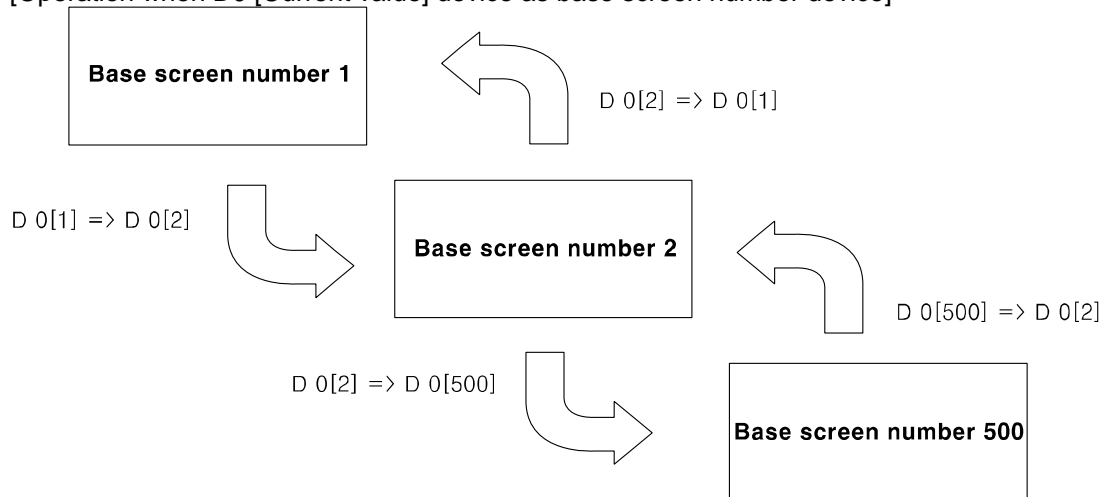 [Operation when D0 [Current value] device as base screen number device]
Base screen number 1
D 0[2] => D 0[1]
D 0[1] => D 0[2]
Base screen number 2
D 0[500] => D 0[2]
D 0[2] => D 0[500]
Base screen number 500